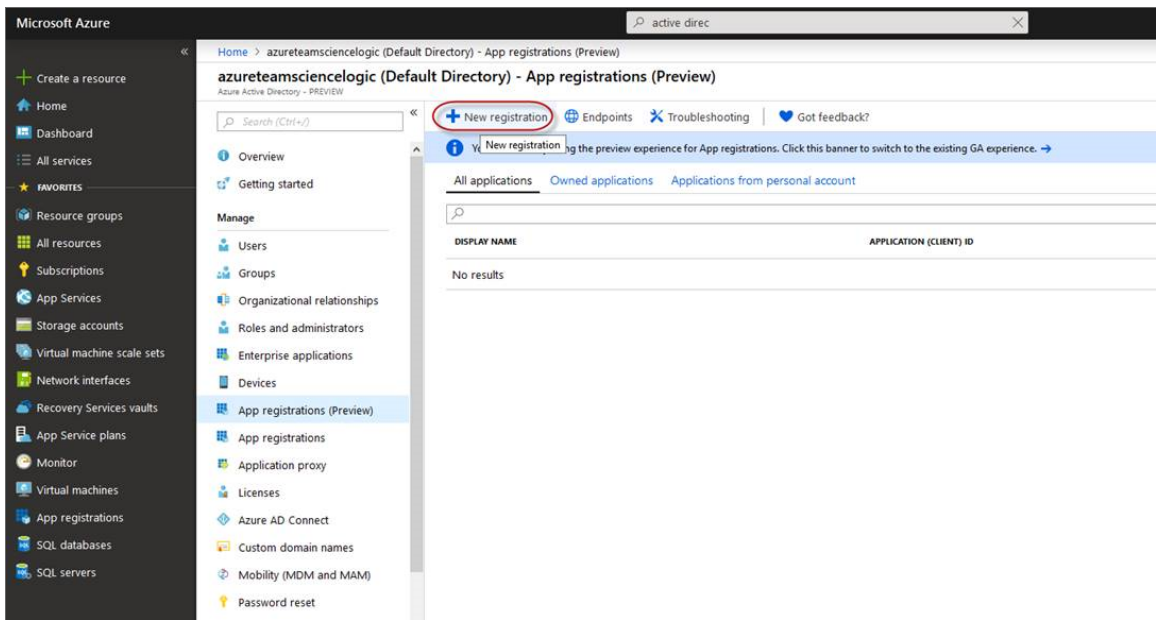 Microsoft Azure
active direc
Home > azureteamsciencelogic (Default Directory) - App registrations (Preview)
azureteamsciencelogic (Default Directory) - App registrations (Preview)
Azure Active Directory - PREVIEW
Create a resource
Home
Dashboard
All services
FAVORITES
Resource groups
All resources
Subscriptions
App Services
Storage accounts
Virtual machine scale sets
Network interfaces
Recovery Services vaults
App Service plans
Monitor
Virtual machines
App registrations
SQL databases
SQL servers
Search (Ctrl+/)
Overview
Getting started
Manage
Users
Groups
Organizational relationships
Roles and administrators
Enterprise applications
Devices
App registrations (Preview)
App registrations
Application proxy
Licenses
Azure AD Connect
Custom domain names
Mobility (MDM and MAM)
Password reset
New registration Endpoints Troubleshooting Got feedback?
New registration
the preview experience for App registrations. Click this banner to switch to the existing GA experience. →
All applications Owned applications Applications from personal account
DISPLAY NAME APPLICATION (CLIENT) ID
No results